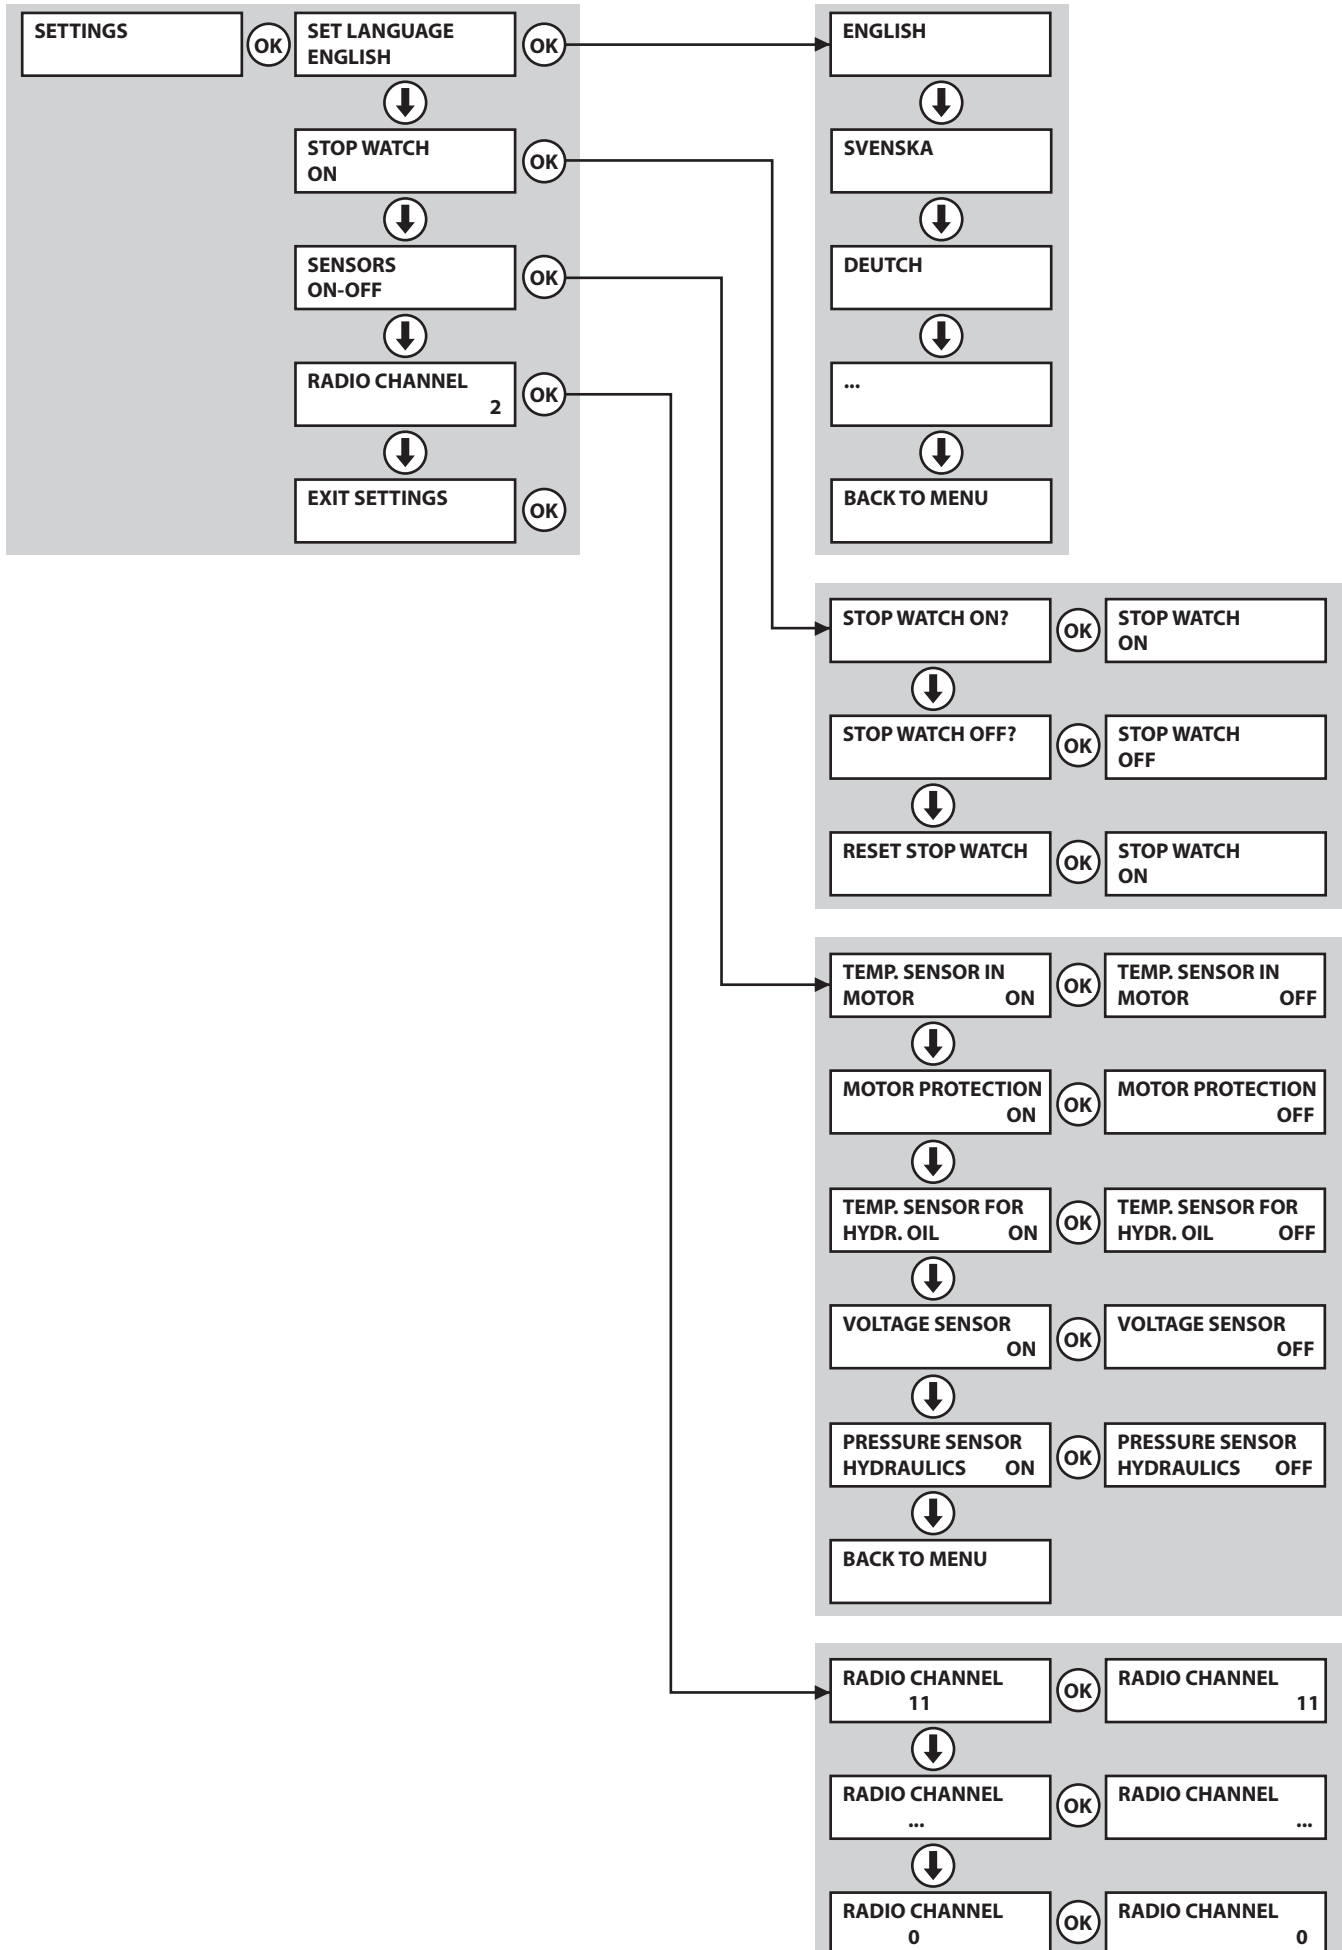 SETTINGS
OK
SET LANGUAGE
ENGLISH
OK
STOP WATCH
ON
OK
SENSORS
ON-OFF
OK
RADIO CHANNEL
2
OK
EXIT SETTINGS
OK
ENGLISH
SVENSKA
DEUTCH
...
BACK TO MENU
STOP WATCH ON?
OK
STOP WATCH
ON
STOP WATCH OFF?
OK
STOP WATCH
OFF
RESET STOP WATCH
OK
STOP WATCH
ON
TEMP. SENSOR IN
MOTOR ON
OK
TEMP. SENSOR IN
MOTOR OFF
MOTOR PROTECTION
ON
OK
MOTOR PROTECTION
OFF
TEMP. SENSOR FOR
HYDR. OIL ON
OK
TEMP. SENSOR FOR
HYDR. OIL OFF
VOLTAGE SENSOR
ON
OK
VOLTAGE SENSOR
OFF
PRESSURE SENSOR
HYDRAULICS ON
OK
PRESSURE SENSOR
HYDRAULICS OFF
BACK TO MENU
RADIO CHANNEL
11
OK
RADIO CHANNEL
11
RADIO CHANNEL
...
OK
RADIO CHANNEL
...
RADIO CHANNEL
0
OK
RADIO CHANNEL
0